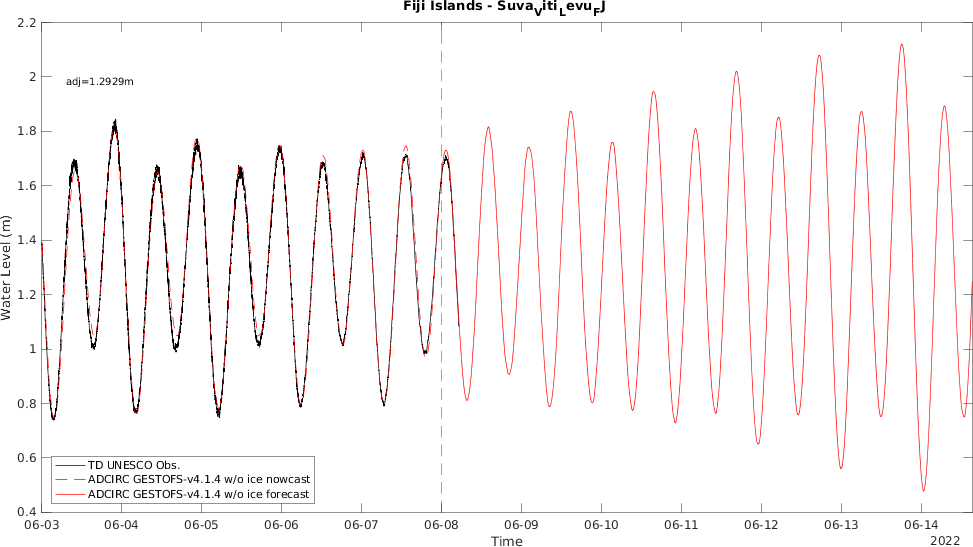 Fiji Islands - Suva_Viti_Levu_FJ
2.2
2
1.8
1.6
1.4
1.2
1
0.8
0.6
0.4
Water Level (m)
adj=1.2929m
TD UNESCO Obs.
ADCIRC GESTOFS-v4.1.4 w/o ice nowcast
ADCIRC GESTOFS-v4.1.4 w/o ice forecast
06-03 06-04 06-05 06-06 06-07 06-08 06-09 06-10 06-11 06-12 06-13 06-14
Time
2022